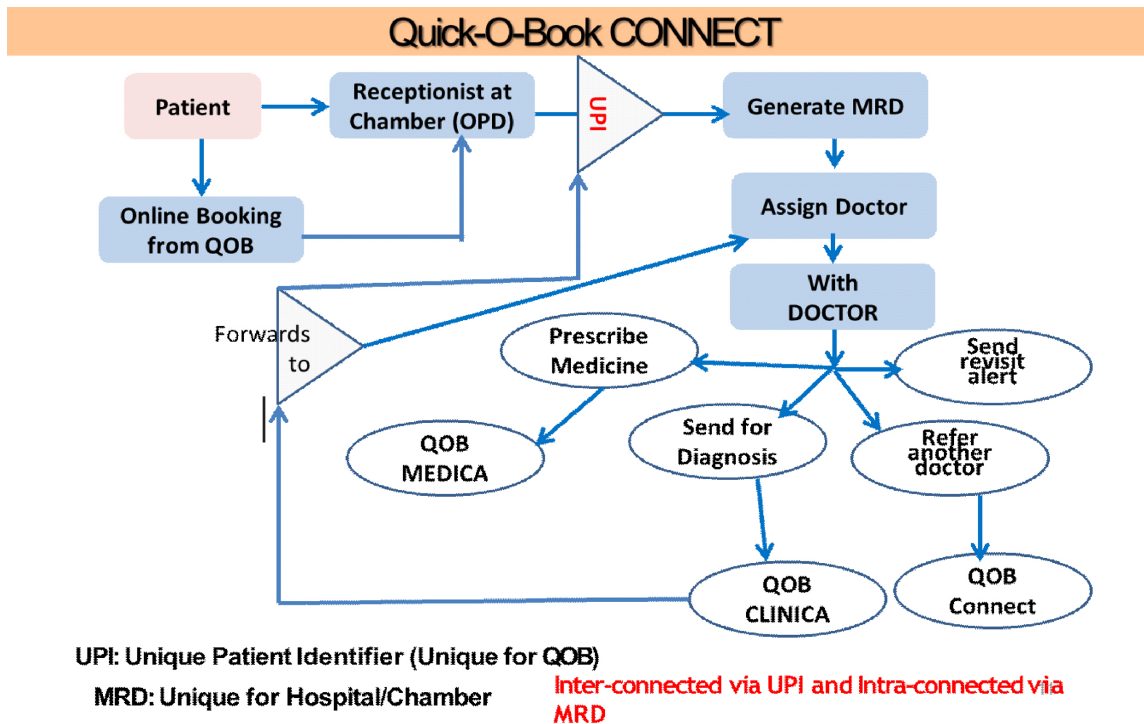 Quick-O-Book CONNECT
Patient
Receptionist at
Chamber (OPD)
UPI
Generate MRD
Online Booking
from QOB
Assign Doctor
With
DOCTOR
Forwards
to
Prescribe
Medicine
Send
revisit
alert
QOB
MEDICA
Send for
Diagnosis
Refer
another
doctor
QOB
CLINICA
QOB
Connect
UPI: Unique Patient Identifier (Unique for QOB)
MRD: Unique for Hospital/Chamber
Inter-connected via UPI and Intra-connected via
MRD